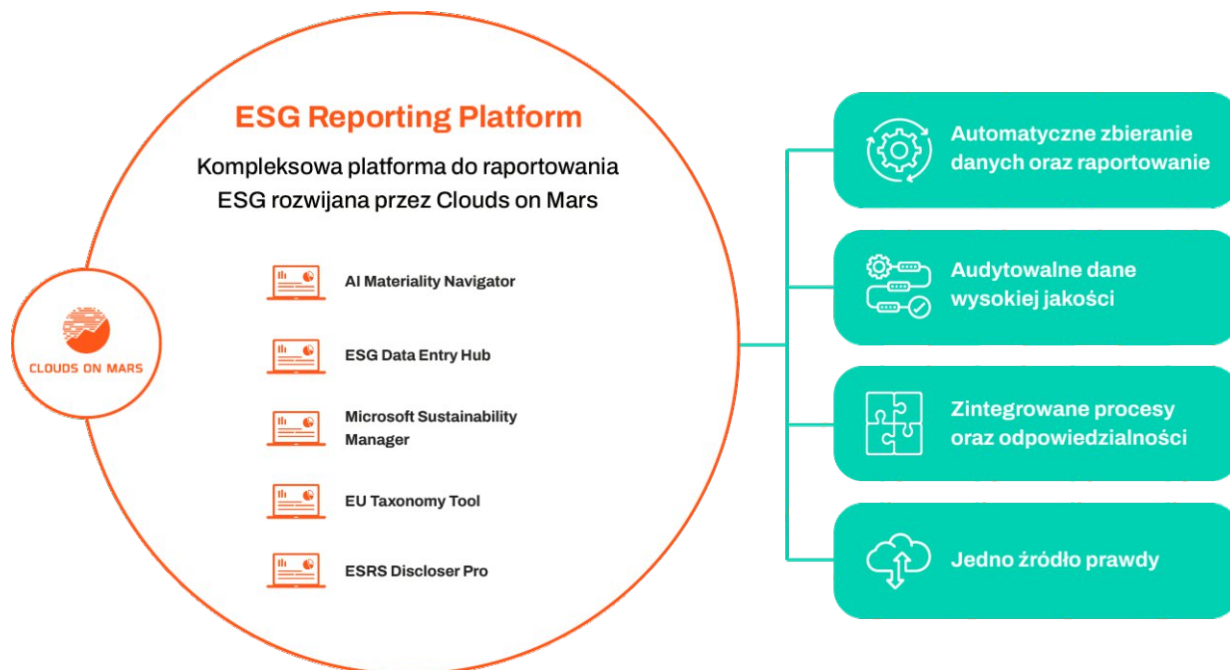 ESG Reporting Platform
Kompleksowa platforma do raportowania
ESG rozwijana przez Clouds on Mars
CLOUDS ON MARS
AI Materiality Navigator
ESG Data Entry Hub
Microsoft Sustainability
Manager
EU Taxonomy Tool
ESRS Discloser Pro
Automatyczne zbieranie
danych oraz raportowanie
Audytowalne dane
wysokiej jakości
Zintegrowane procesy
oraz odpowiedzialności
Jedno źródło prawdy